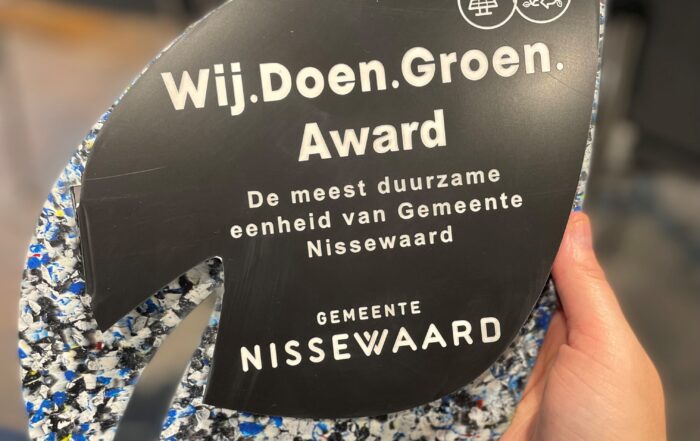 Wij.Doen.Groen.
Award
De meest duurzame
eenheid van Gemeente
Nissewaard
GEMEENTE
NISSEWAARD